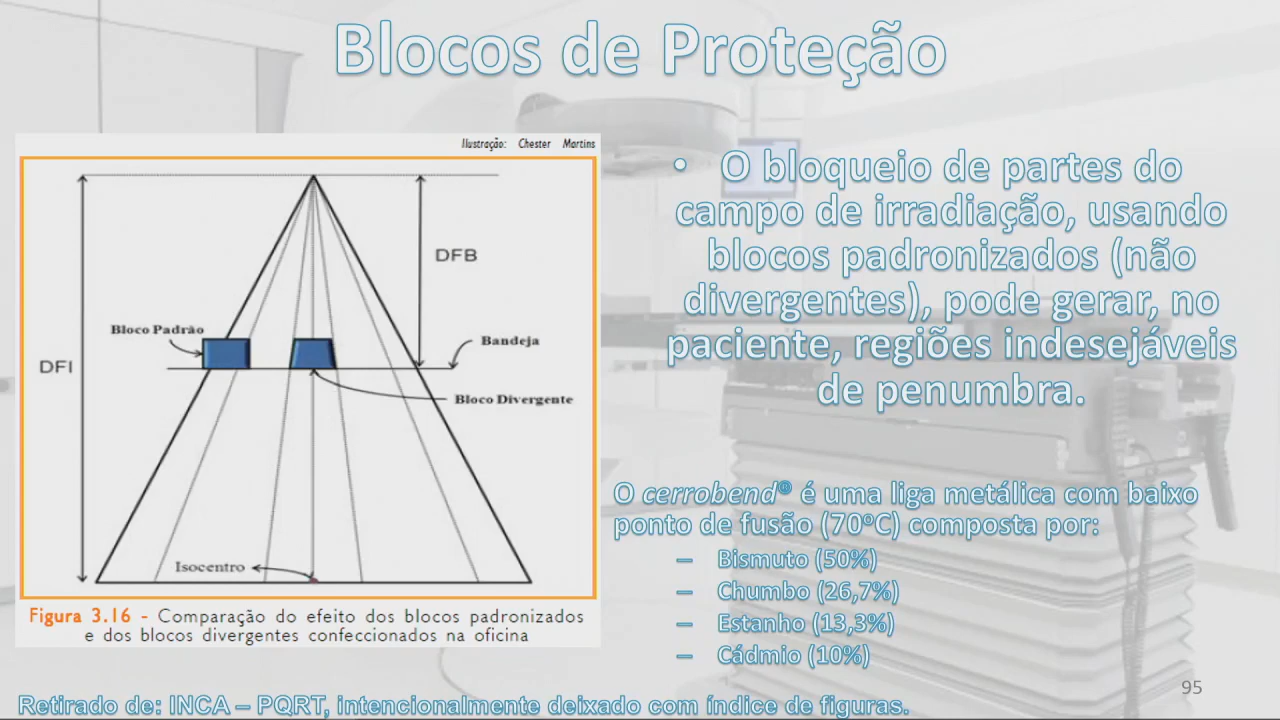 Blocos de Proteção
Ilustração: Chester Martins
DFB
Bloco Padrão
Bandeja
DFI
Bloco Divergente
Isocentro
Figura 3.16 - Comparação do efeito dos blocos padronizados
e dos blocos divergentes confeccionados na oficina
• O bloqueio de partes do
campo de irradiação, usando
blocos padronizados (não
divergentes), pode gerar, no
paciente, regiões indesejáveis
de penumbra.
O cerrobend® é uma liga metálica com baixo
ponto de fusão (70ºC) composta por:
– Bismuto (50%)
– Chumbo (26,7%)
– Estanho (13,3%)
– Cádmio (10%)
95
Retirado de: INCA – PQRT, intencionalmente deixado com índice de figuras.